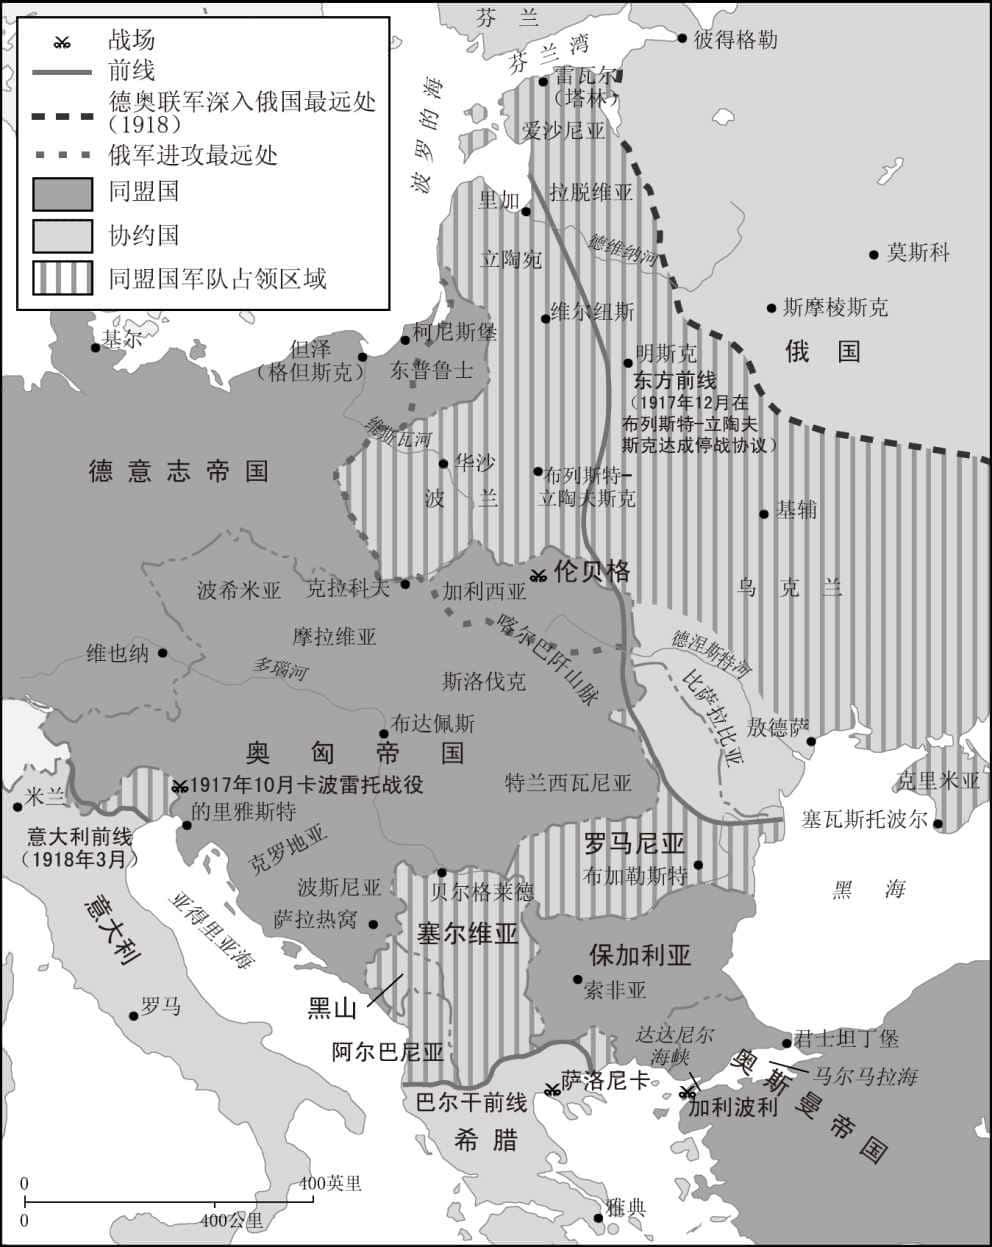 战场
前线
德奥联军深入俄国最远处
（1918）
俄军进攻最远处
同盟国
协约国
同盟国军队占领区域
芬 兰
彼得格勒
芬兰湾
雷瓦尔
（塔林）
爱沙尼亚
波罗的海
里加
拉脱维亚
立陶宛
德维纳河
莫斯科
维尔纽斯
斯摩棱斯克
基尔
柯尼斯堡
但泽
（格但斯克）
东普鲁士
明斯克
俄 国
东方前线
（1917年12月在
布列斯特-立陶夫
斯克达成停战协议）
维斯瓦河
德意志帝国
华沙
波 兰
布列斯特-
立陶夫斯克
基辅
伦贝格
波希米亚
克拉科夫
加利西亚
乌克兰
摩拉维亚
喀尔巴阡山脉
德涅斯特河
维也纳
多瑙河
斯洛伐克
比萨拉比亚
布达佩斯
敖德萨
奥匈帝国
特兰西瓦尼亚
克里米亚
米兰
1917年10月卡波雷托战役
的里雅斯特
塞瓦斯托波尔
意大利前线
（1918年3月）
克罗地亚
罗马尼亚
布加勒斯特
波斯尼亚
贝尔格莱德
黑 海
意大利
亚得里亚海
萨拉热窝
塞尔维亚
保加利亚
索非亚
罗马
黑山
阿尔巴尼亚
达达尼尔
海峡
君士坦丁堡
马尔马拉海
奥斯曼帝国
萨洛尼卡
巴尔干前线
加利波利
希腊
雅典
0 400英里
0 400公里